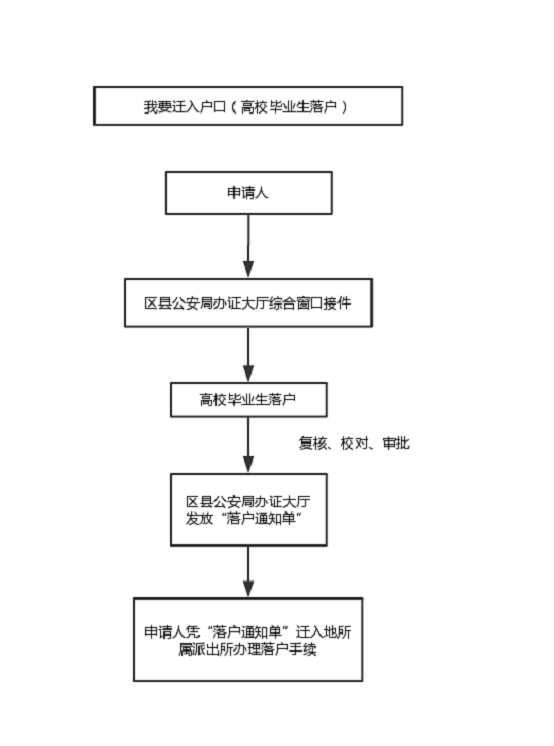 我要迁入户口（高校毕业生落户）
申请人
区县公安局办证大厅综合窗口接件
高校毕业生落户
复核、校对、审批
区县公安局办证大厅
发放“落户通知单”
申请人凭“落户通知单”迁入地所
属派出所办理落户手续